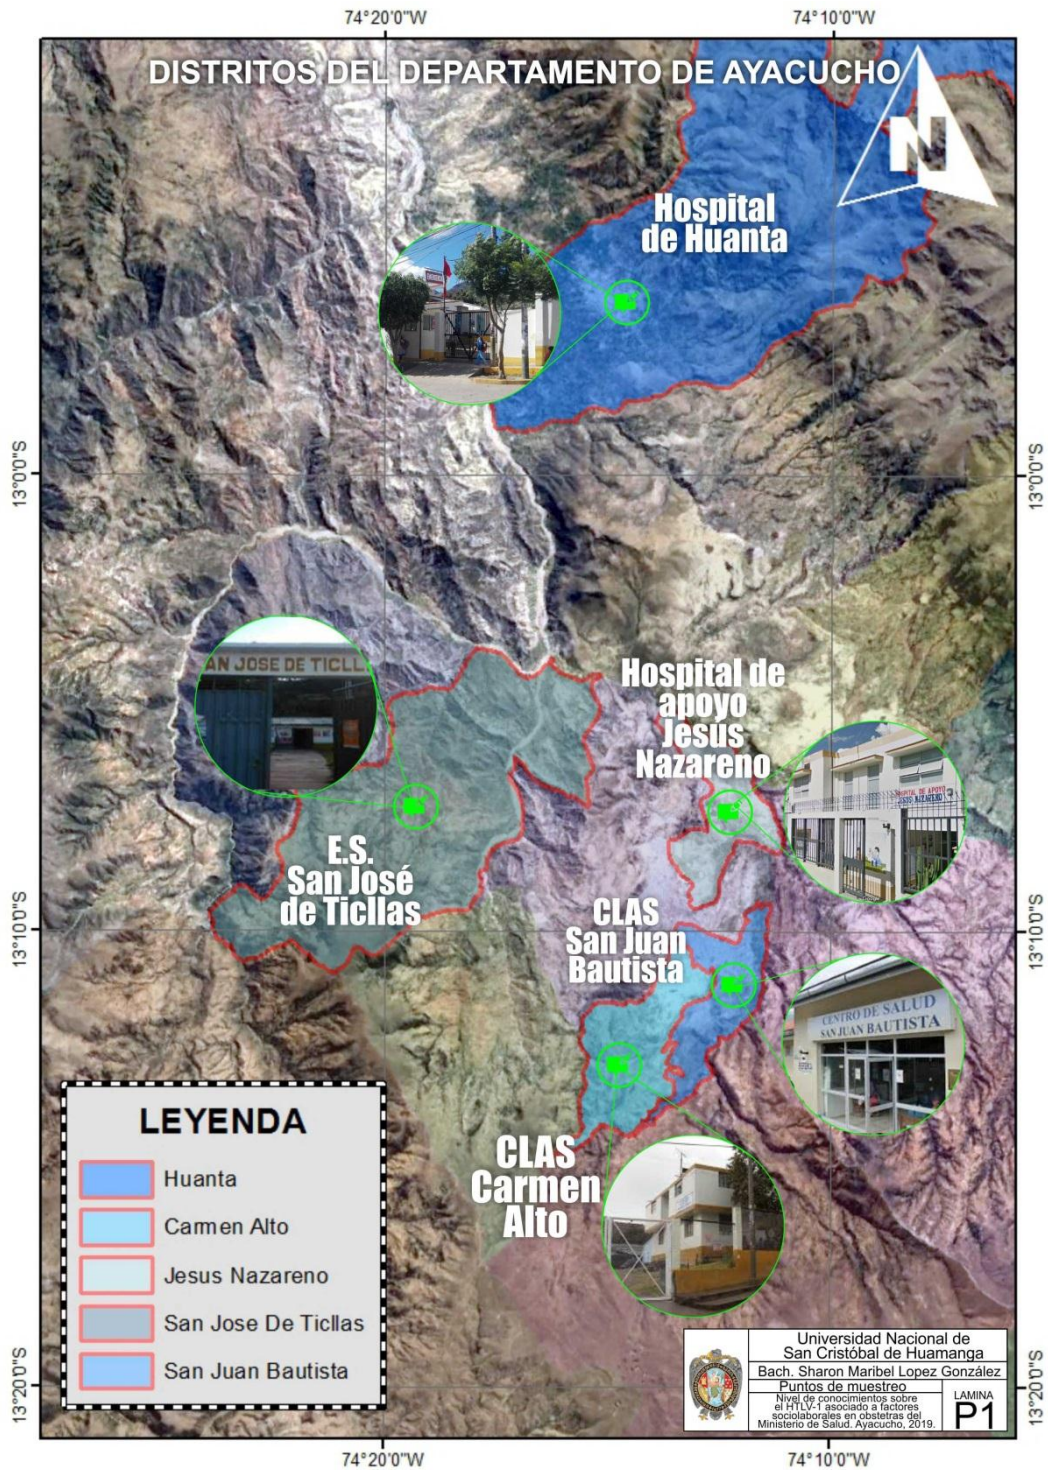 74°20'0"W
74°10'0"W
DISTRITOS DEL DEPARTAMENTO DE AYACUCHO
N
Hospital
de Huanta
13°0'0"S
13°0'0"S
AN JOSE DE TICLL
Hospital de
apoyo
Jesús
Nazareno
HOSPITAL DE APOYO
JESUS NAZARENO
E.S.
San José
de Ticllas
CLAS
San Juan
Bautista
13°10'0"S
13°10'0"S
CENTRO DE SALUD
SAN JUAN BAUTISTA
CLAS
Carmen
Alto
LEYENDA
Huanta
Carmen Alto
Jesus Nazareno
San Jose De Ticllas
San Juan Bautista
Universidad Nacional de
San Cristóbal de Huamanga
Bach. Sharon Maribel Lopez González
Puntos de muestreo
Nivel de conocimientos sobre
el HTLV-1 asociado a factores
sociolaborales en obstetras del
Ministerio de Salud. Ayacucho, 2019.
LAMINA
P1
13°20'0"S
13°20'0"S
74°20'0"W
74°10'0"W